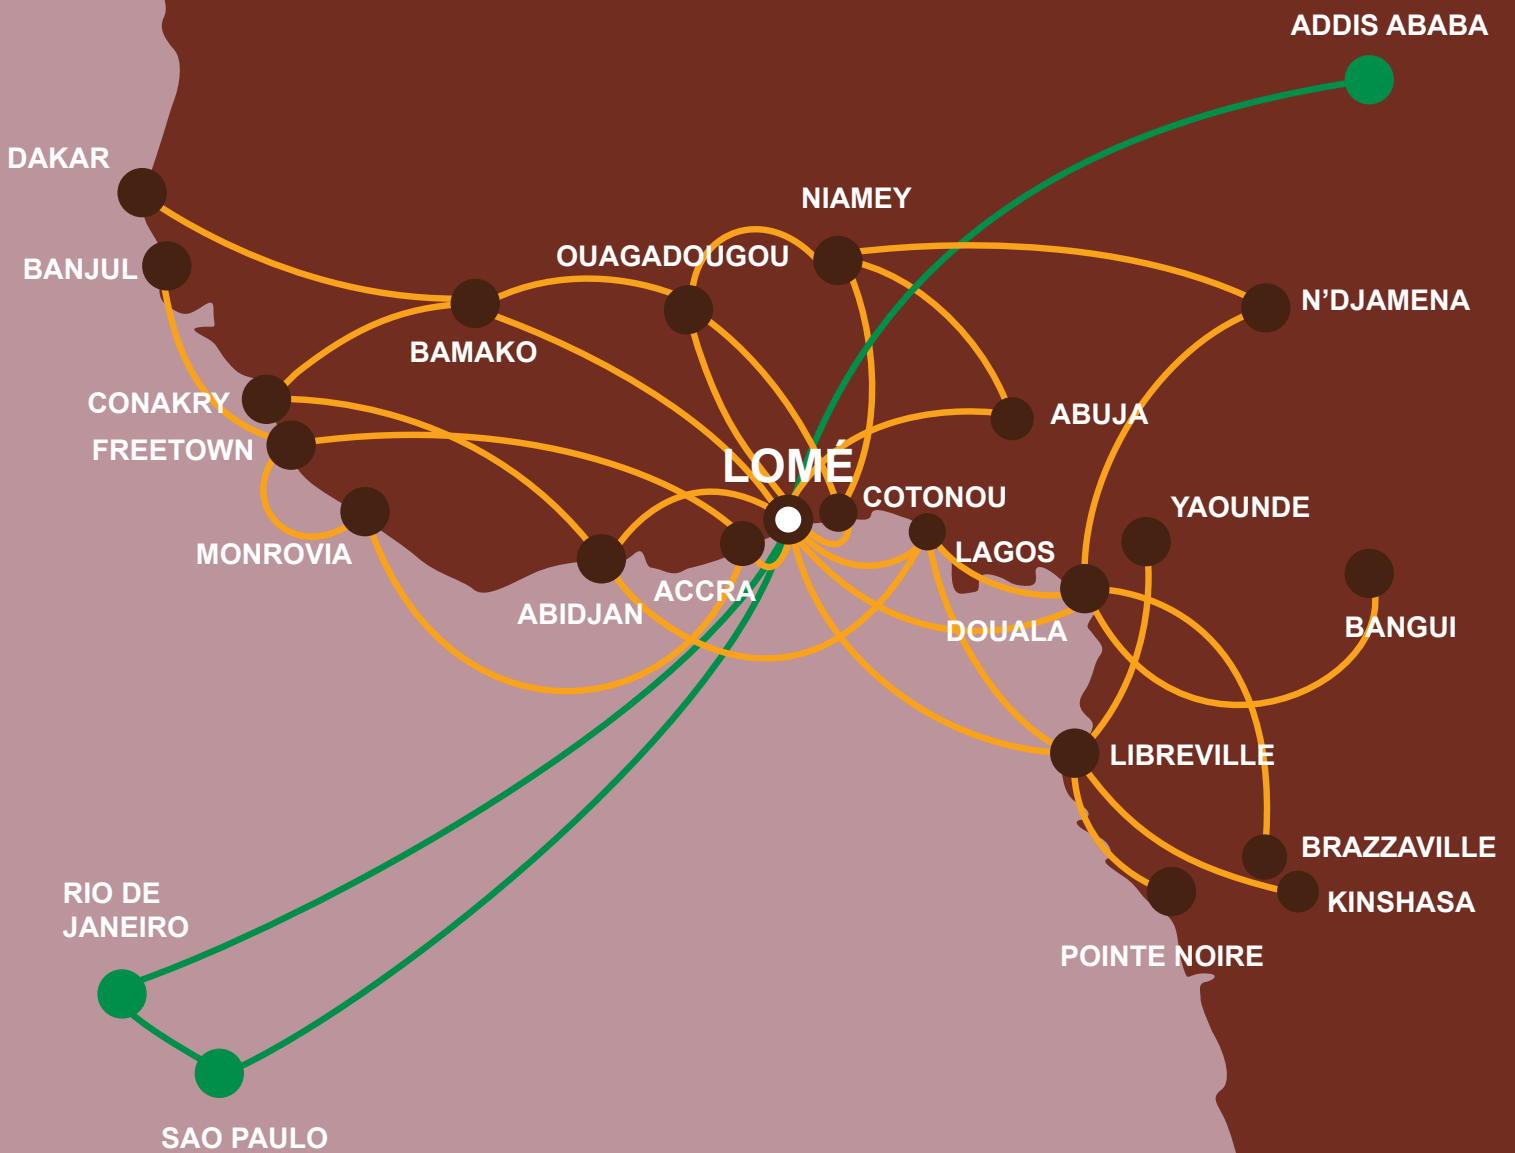 ADDIS ABABA
DAKAR
NIAMEY
OUAGADOUGOU
BANJUL
N’DJAMENA
BAMAKO
CONAKRY
ABUJA
FREETOWN
LOMÉ
COTONOU
YAOUNDE
MONROVIA
LAGOS
ACCRA
ABIDJAN
DOUALA
BANGUI
LIBREVILLE
BRAZZAVILLE
RIO DE
JANEIRO
KINSHASA
POINTE NOIRE
SAO PAULO